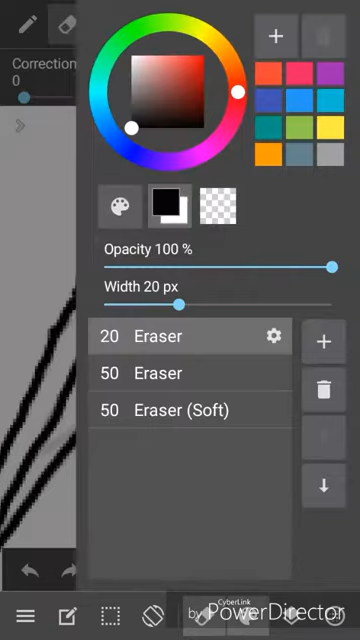 Correction
0
Opacity 100 %
Width 20 px
20 Eraser
50 Eraser
50 Eraser (Soft)
by CyberLink
PowerDirector